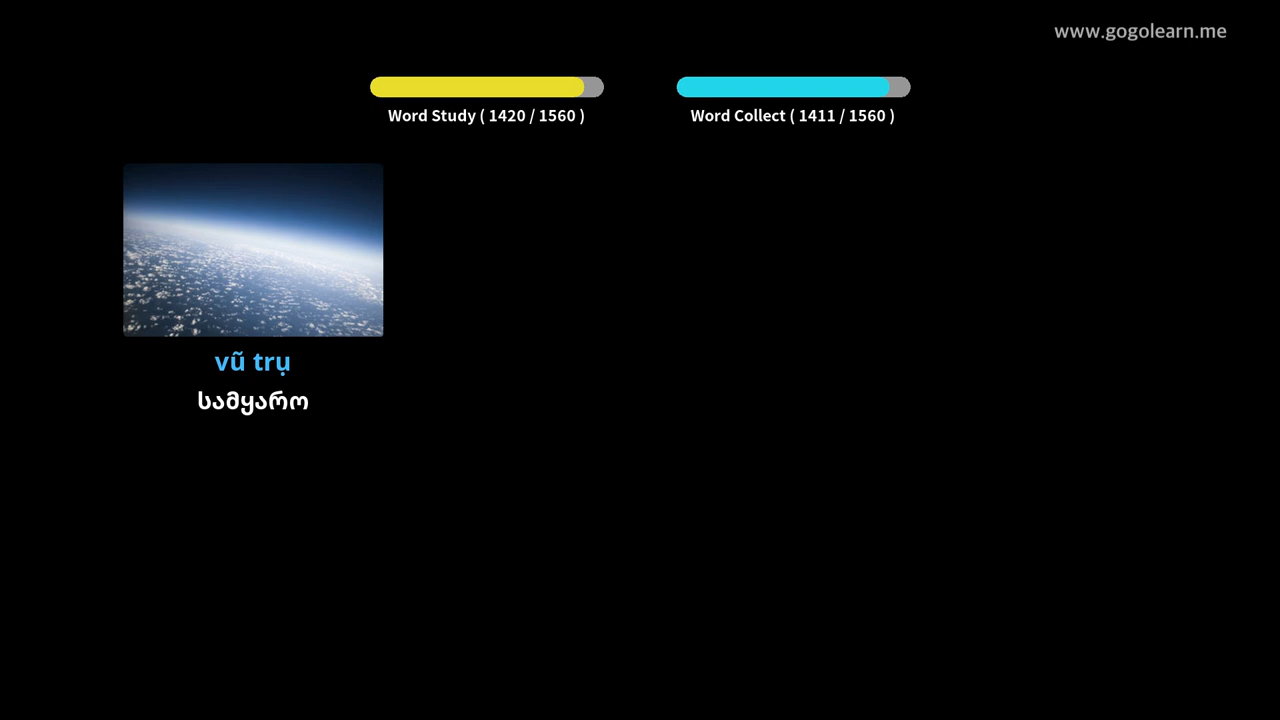 www.gogolearn.me
Word Study ( 1420 / 1560 )
Word Collect ( 1411 / 1560 )
vũ trụ
სამყარო